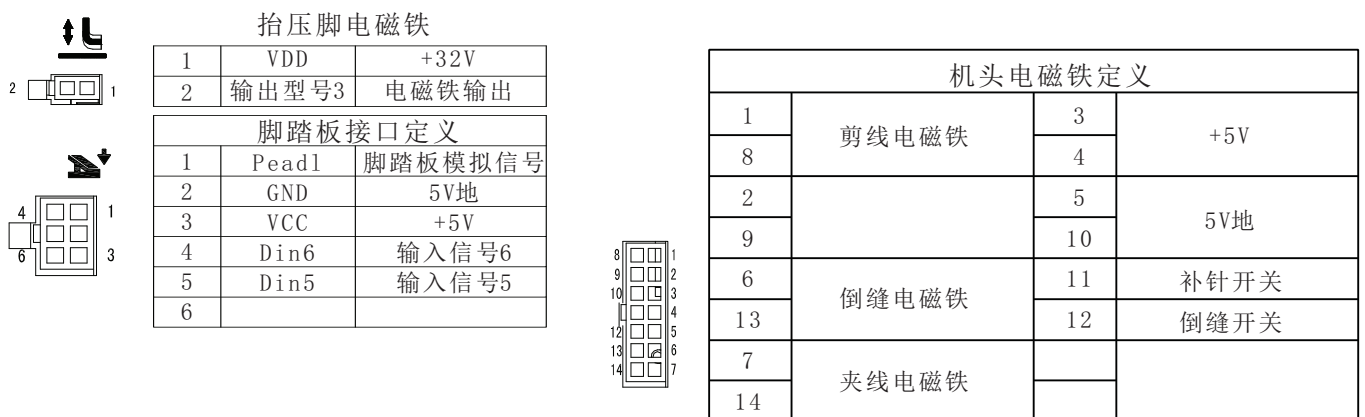 抬压脚电磁铁
1 VDD +32V
2 输出型号3 电磁铁输出
2 1
脚踏板接口定义
1 Pead1 脚踏板模拟信号
2 GND 5V地
3 VCC +5V
4 Din6 输入信号6
5 Din5 输入信号5
6
4 1
6 3
机头电磁铁定义
1 剪线电磁铁 3 +5V
8 4
2 5 5V地
9 10
6 倒缝电磁铁 11 补针开关
13 12 倒缝开关
7 夹线电磁铁
14
8 1
9 2
10 3
4
12 5
13 6
14 7